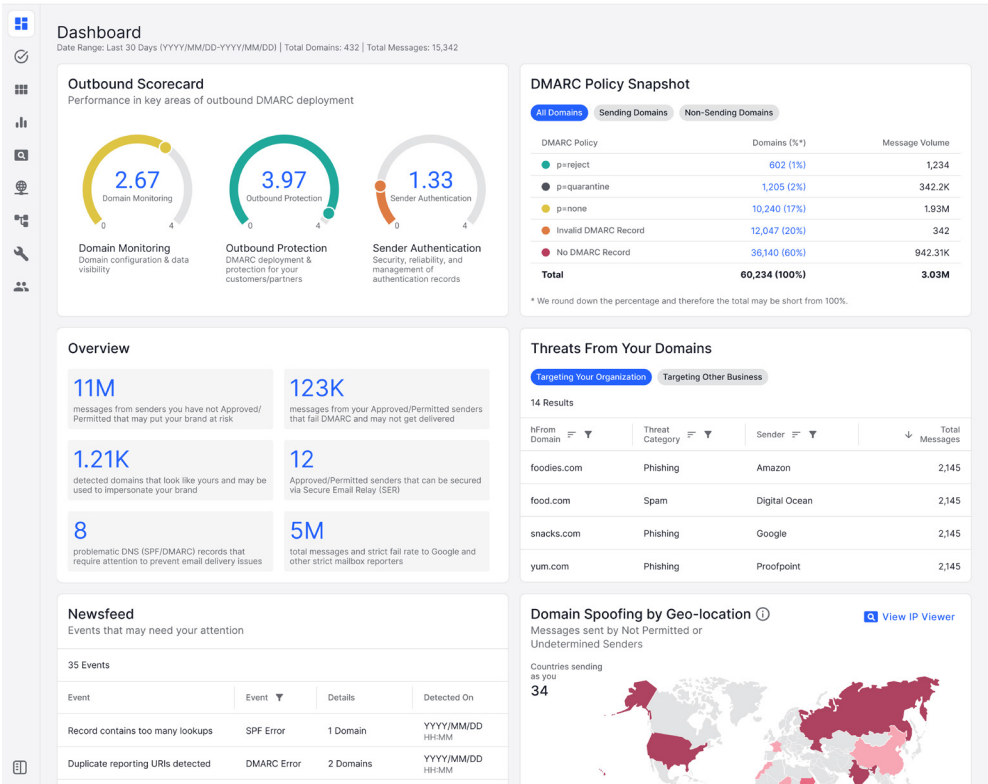 Dashboard
Date Range: Last 30 Days (YYYY/MM/DD-YYYY/MM/DD) | Total Domains: 432 | Total Messages: 15,342
Outbound Scorecard
Performance in key areas of outbound DMARC deployment
2.67
Domain Monitoring
0 4
Domain Monitoring
Domain configuration & data
visibility
3.97
Outbound Protection
0 4
Outbound Protection
DMARC deployment &
protection for your
customers/partners
1.33
Sender Authentication
0 4
Sender Authentication
Security, reliability, and
management of
authentication records
DMARC Policy Snapshot
All Domains Sending Domains Non-Sending Domains
DMARC Policy Domains (%*) Message Volume
p=reject 602 (1%) 1,234
p=quarantine 1,205 (2%) 342.2K
p=none 10,240 (17%) 1.93M
Invalid DMARC Record 12,047 (20%) 342
No DMARC Record 36,140 (60%) 942.31K
Total 60,234 (100%) 3.03M
* We round down the percentage and therefore the total may be short from 100%.
Overview
11M
messages from senders you have not Approved/
Permitted that may put your brand at risk
123K
messages from your Approved/Permitted senders
that fail DMARC and may not get delivered
1.21K
detected domains that look like yours and may be
used to impersonate your brand
12
Approved/Permitted senders that can be secured
via Secure Email Relay (SER)
8
problematic DNS (SPF/DMARC) records that
require attention to prevent email delivery issues
5M
total messages and strict fail rate to Google and
other strict mailbox reporters
Threats From Your Domains
Targeting Your Organization Targeting Other Business
14 Results
hFrom
Domain
Threat
Category
Sender
Total
Messages
foodies.com Phishing Amazon 2,145
food.com Spam Digital Ocean 2,145
snacks.com Phishing Google 2,145
yum.com Phishing Proofpoint 2,145
Newsfeed
Events that may need your attention
35 Events
Event Event Details Detected On
Record contains too many lookups SPF Error 1 Domain YYYY/MM/DD
HH:MM
Duplicate reporting URIs detected DMARC Error 2 Domains YYYY/MM/DD
HH:MM
Domain Spoofing by Geo-location
View IP Viewer
Messages sent by Not Permitted or
Undetermined Senders
Countries sending
as you
34